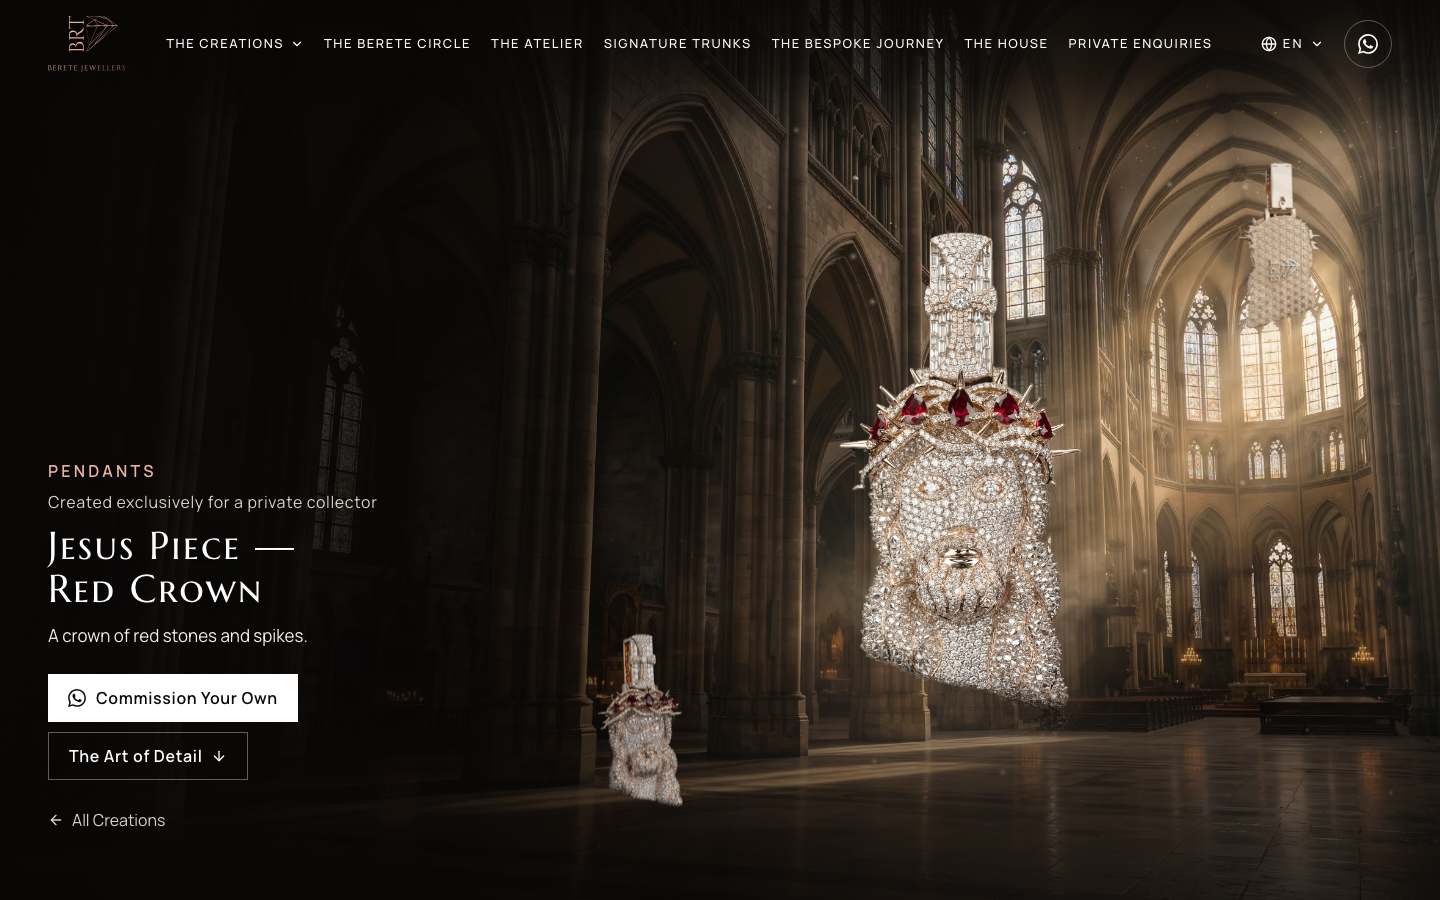 BRT
BERETE JEWELLERS
THE CREATIONS
THE BERETE CIRCLE
THE ATELIER
SIGNATURE TRUNKS
THE BESPOKE JOURNEY
THE HOUSE
PRIVATE ENQUIRIES
EN
PENDANTS
Created exclusively for a private collector
Jesus Piece —
Red Crown
A crown of red stones and spikes.
Commission Your Own
The Art of Detail
All Creations